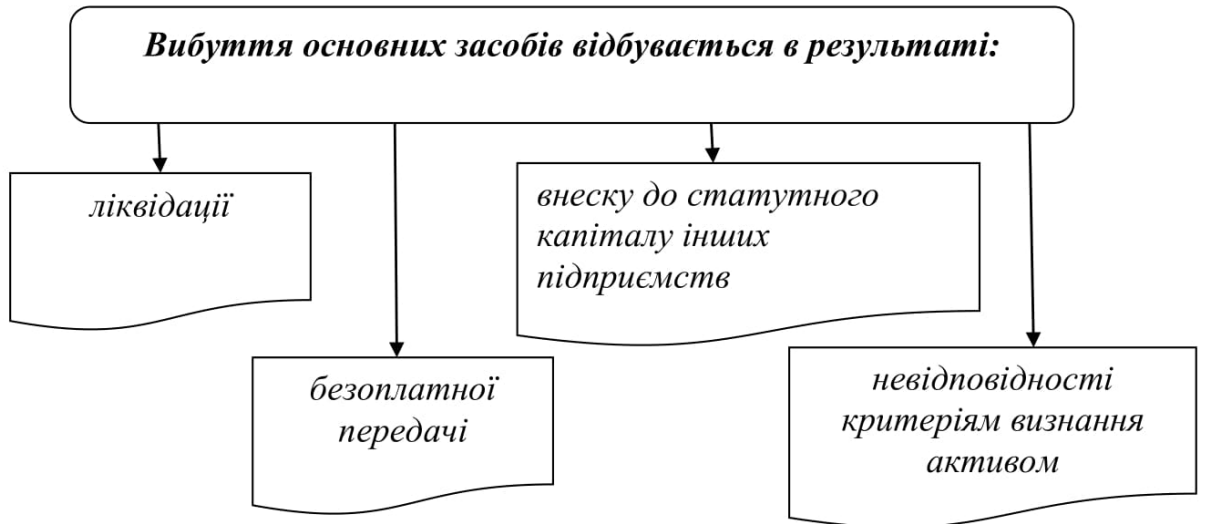 Вибуття основних засобів відбувається в результаті:
ліквідації
безоплатної
передачі
внеску до статутного
капіталу інших
підприємств
невідповідності
критеріям визнання
активом